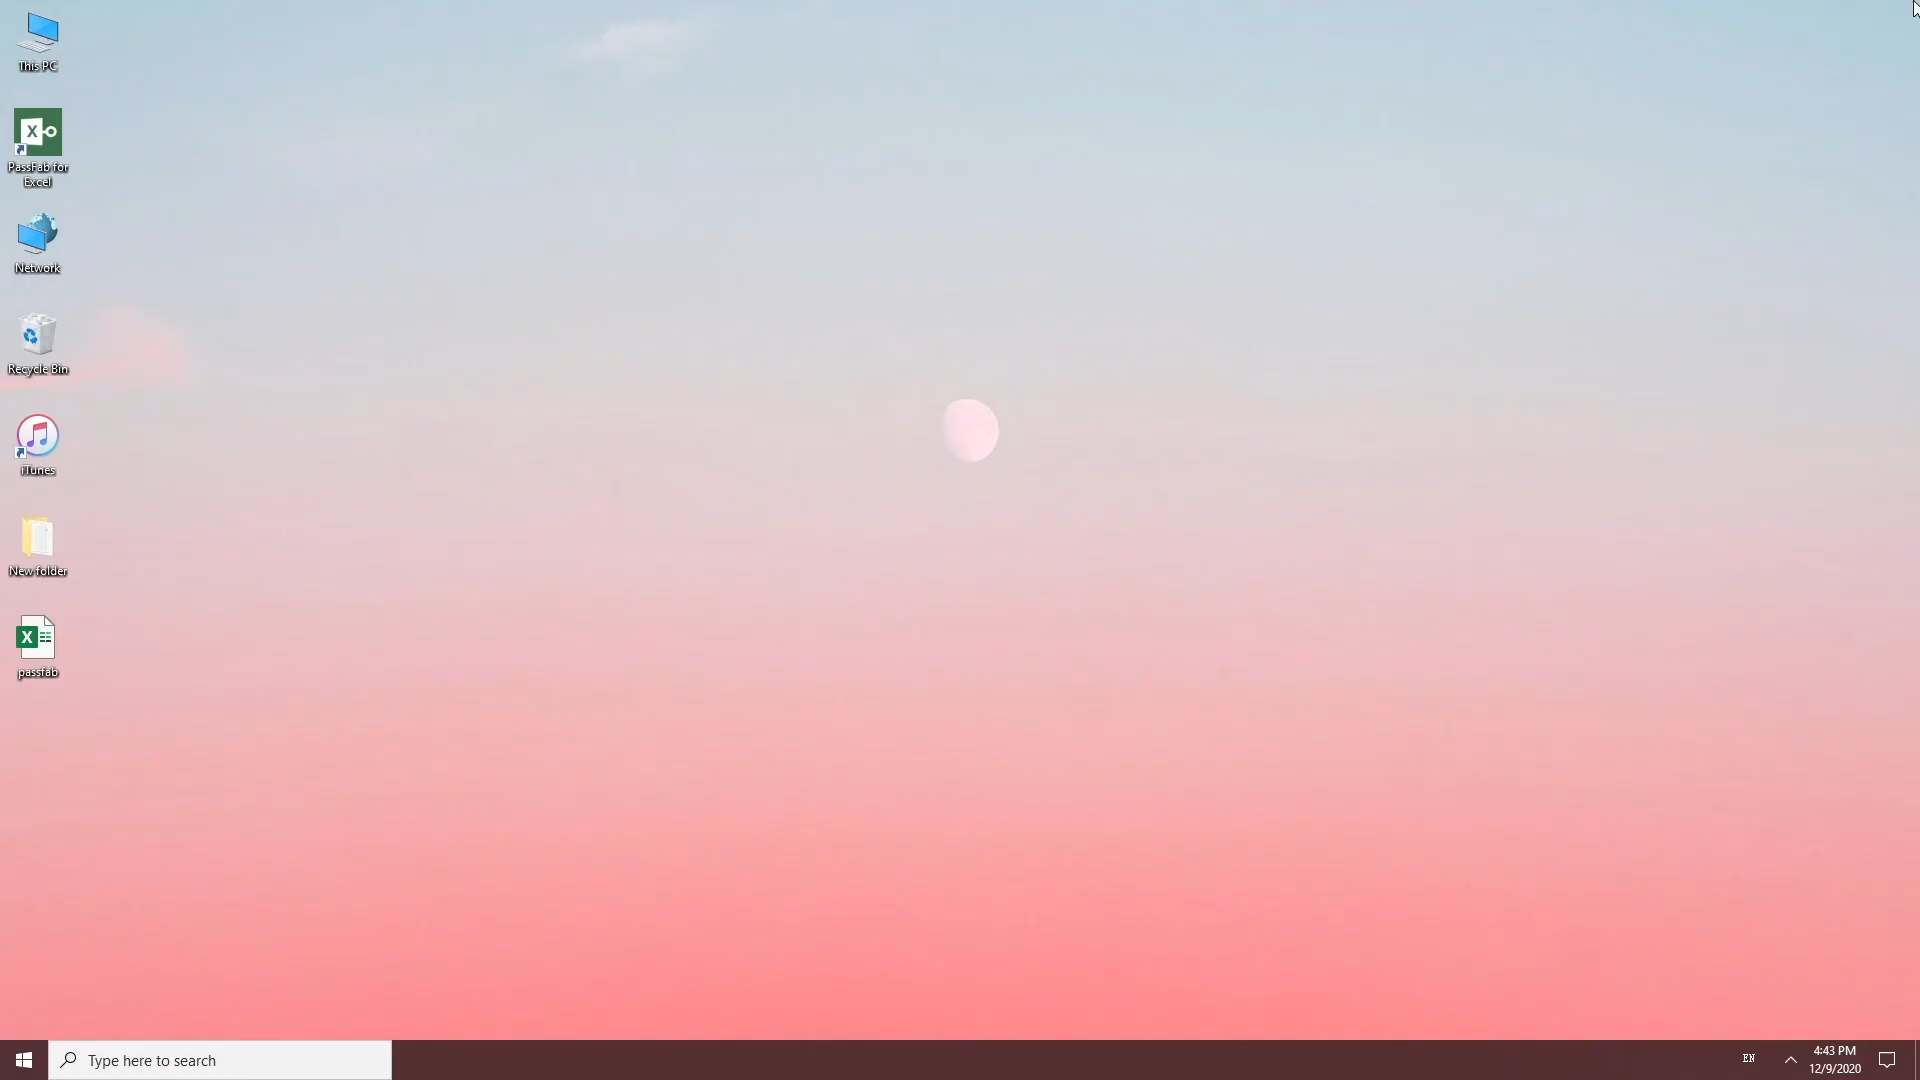 This PC
X
PassFab for
Excel
Network
Recycle Bin
iTunes
New folder
X
passfab
Type here to search
EN
4:43 PM
12/9/2020